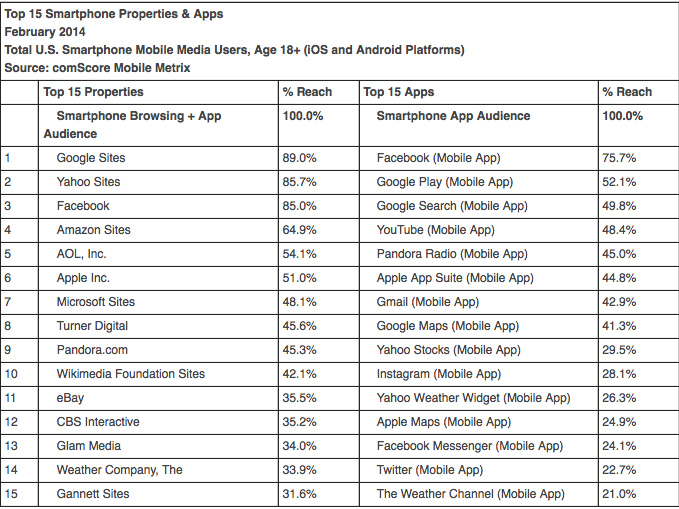 Top 15 Smartphone Properties & Apps
February 2014
Total U.S. Smartphone Mobile Media Users, Age 18+ (iOS and Android Platforms)
Source: comScore Mobile Metrix
Top 15 Properties % Reach Top 15 Apps % Reach
Smartphone Browsing + App 100.0% Smartphone App Audience 100.0%
Audience
1 Google Sites 89.0% Facebook (Mobile App) 75.7%
2 Yahoo Sites 85.7% Google Play (Mobile App) 52.1%
3 Facebook 85.0% Google Search (Mobile App) 49.8%
4 Amazon Sites 64.9% YouTube (Mobile App) 48.4%
5 AOL, Inc. 54.1% Pandora Radio (Mobile App) 45.0%
6 Apple Inc. 51.0% Apple App Suite (Mobile App) 44.8%
7 Microsoft Sites 48.1% Gmail (Mobile App) 42.9%
8 Turner Digital 45.6% Google Maps (Mobile App) 41.3%
9 Pandora.com 45.3% Yahoo Stocks (Mobile App) 29.5%
10 Wikimedia Foundation Sites 42.1% Instagram (Mobile App) 28.1%
11 eBay 35.5% Yahoo Weather Widget (Mobile App) 26.3%
12 CBS Interactive 35.2% Apple Maps (Mobile App) 24.9%
13 Glam Media 34.0% Facebook Messenger (Mobile App) 24.1%
14 Weather Company, The 33.9% Twitter (Mobile App) 22.7%
15 Gannett Sites 31.6% The Weather Channel (Mobile App) 21.0%